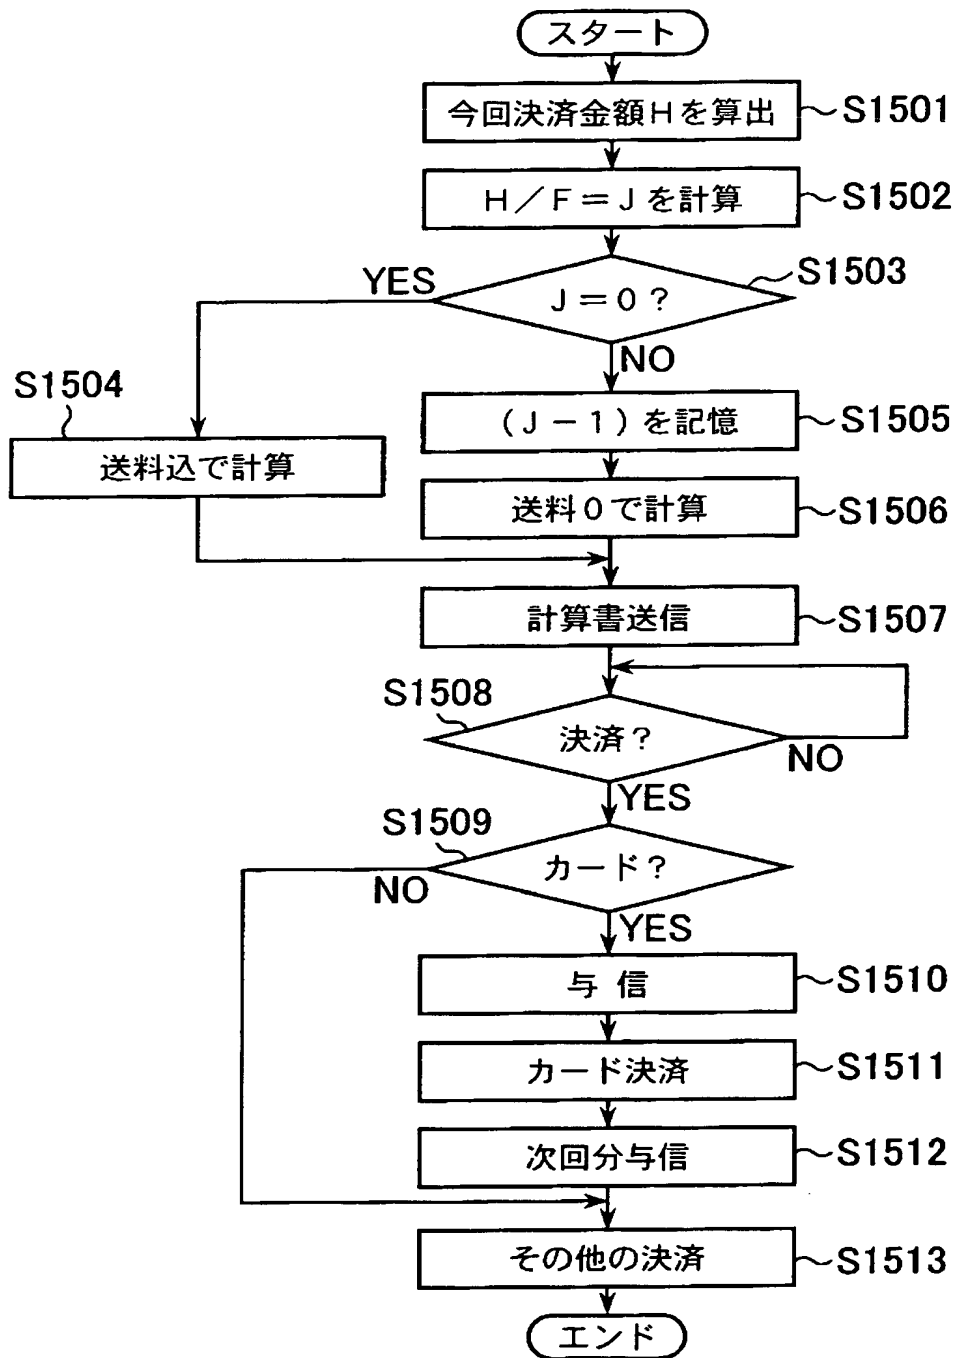 スタート
今回決済金額Hを算出
S1501
H/F=Jを計算
S1502
J=0?
S1503
YES
NO
S1504
送料込で計算
(J-1)を記憶
S1505
送料0で計算
S1506
計算書送信
S1507
S1508
決済?
NO
YES
S1509
カード?
NO
YES
与信
S1510
カード決済
S1511
次回分与信
S1512
その他の決済
S1513
エンド